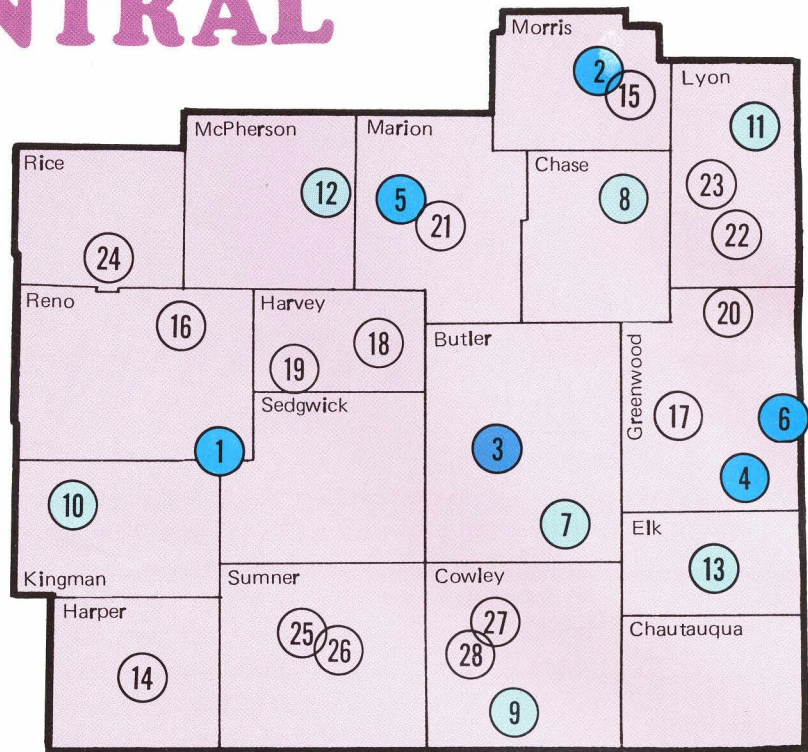 NTRAL
Morris
2
15
Lyon
11
McPherson
Marion
Rice
Chase
12
5
8
23
21
22
24
Reno
Harvey
16
20
18
Butler
19
Greenwood
Sedgwick
17
6
1
3
4
10
7
Elk
13
Kingman
Sumner
Cowley
Harper
27
Chautauqua
25
26
28
14
9